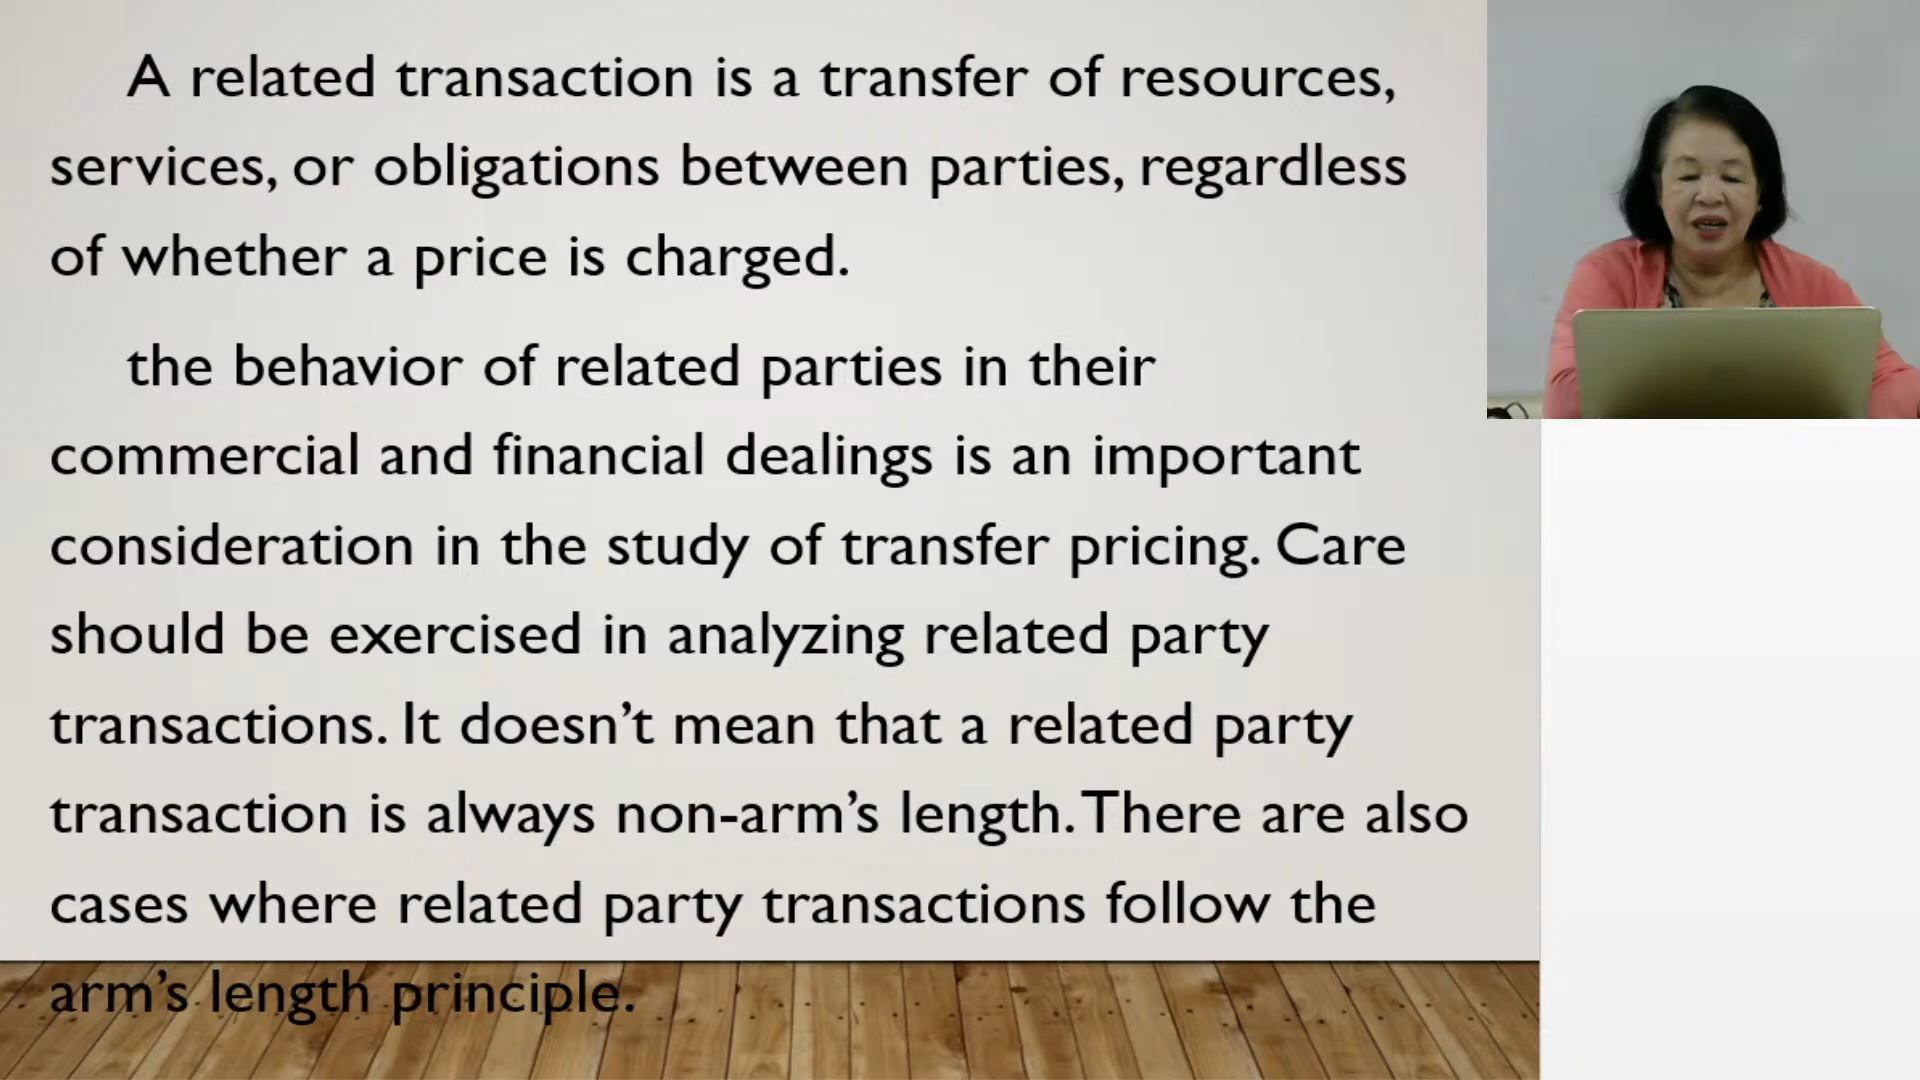 A related transaction is a transfer of resources,
services, or obligations between parties, regardless
of whether a price is charged.
the behavior of related parties in their
commercial and financial dealings is an important
consideration in the study of transfer pricing. Care
should be exercised in analyzing related party
transactions. It doesn’t mean that a related party
transaction is always non-arm’s length. There are also
cases where related party transactions follow the
arm’s length principle.